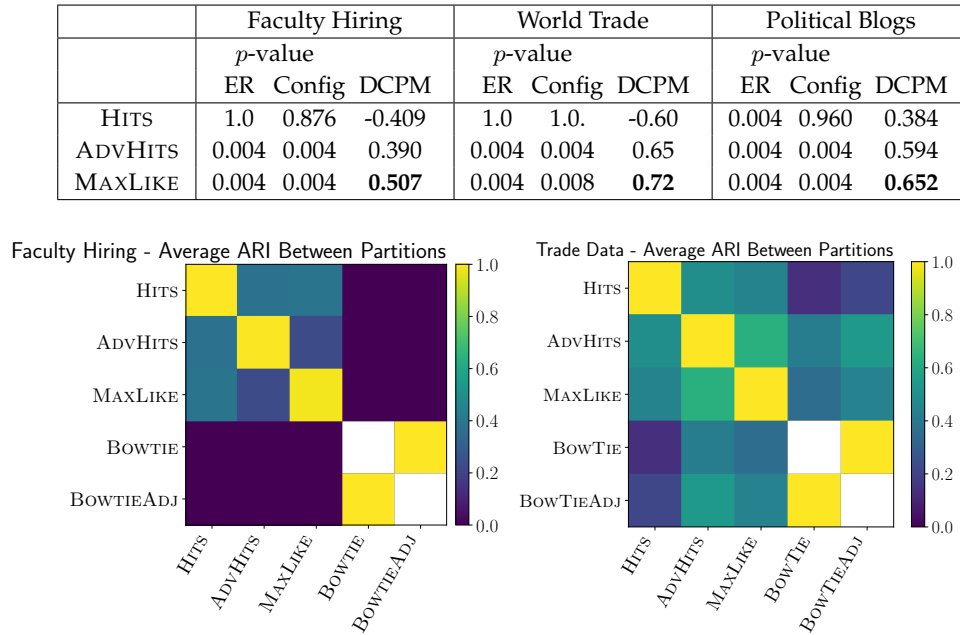 Faculty Hiring World Trade Political Blogs
p-value p-value p-value
ER Config DCPM ER Config DCPM ER Config DCPM
HITS 1.0 0.876 -0.409 1.0 1.0. -0.60 0.004 0.960 0.384
ADVHITS 0.004 0.004 0.390 0.004 0.004 0.65 0.004 0.004 0.594
MAXLIKE 0.004 0.004 0.507 0.004 0.008 0.72 0.004 0.004 0.652
Faculty Hiring - Average ARI Between Partitions
HITS
ADVHITS
MAXLIKE
BOWTIE
BOWTIEADJ
HITS
ADVHITS
MAXLIKE
BOWTIE
BOWTIEADJ
1.0
0.8
0.6
0.4
0.2
0.0
Trade Data - Average ARI Between Partitions
HITS
ADVHITS
MAXLIKE
BOWTIE
BOWTIEADJ
HITS
ADVHITS
MAXLIKE
BOWTIE
BOWTIEADJ
1.0
0.8
0.6
0.4
0.2
0.0